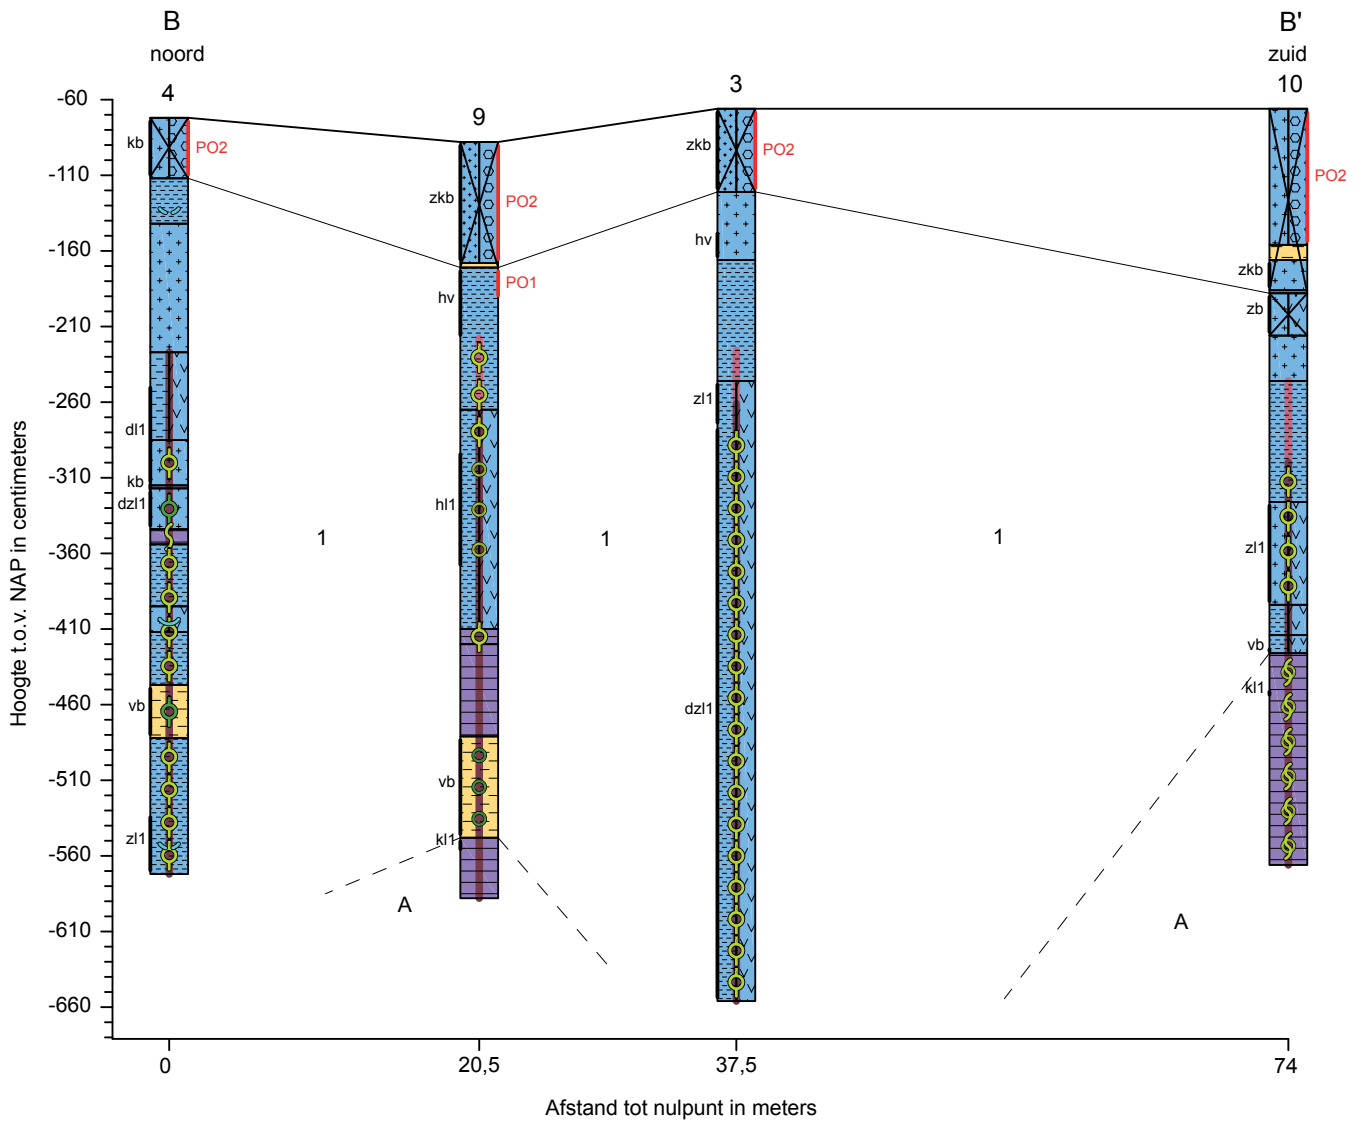 B
B'
noord
zuid
4
9
3
10
Hoogte t.o.v. NAP in centimeters
-60
-110
-160
-210
-260
-310
-360
-410
-460
-510
-560
-610
-660
kb
PO2
dl1
kb
dzl1
vb
zl1
zkb
PO2
PO1
hv
hl1
vb
kl1
zkb
PO2
hv
zl1
dzl1
PO2
zkb
zb
zl1
vb
kl1
1
1
1
A
A
0
20,5
37,5
74
Afstand tot nulpunt in meters